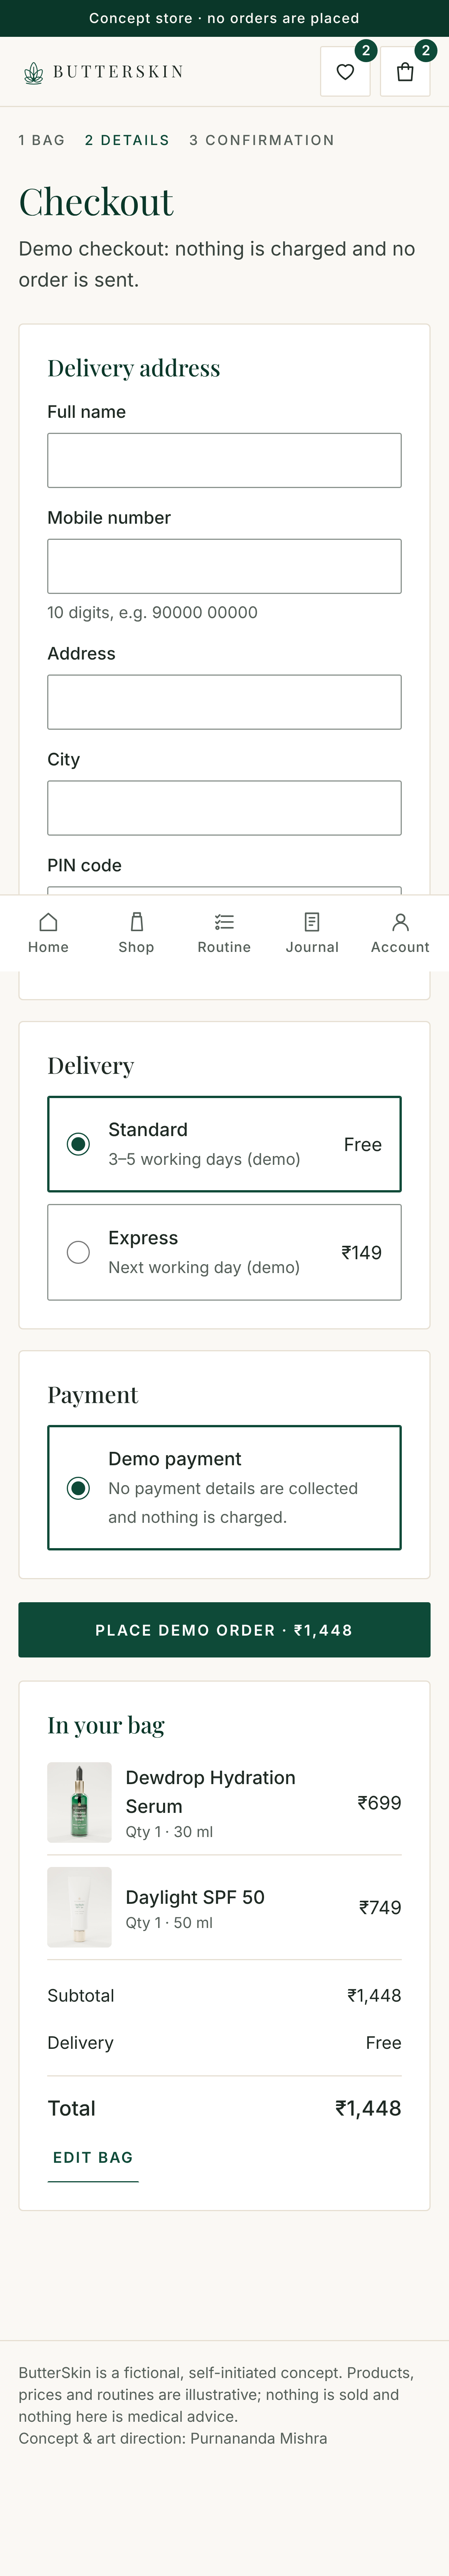 Concept store · no orders are placed
BUTTERSKIN
2
2
1 BAG 2 DETAILS 3 CONFIRMATION
Checkout
Demo checkout: nothing is charged and no
order is sent.
Delivery address
Full name
Mobile number
10 digits, e.g. 90000 00000
Address
City
PIN code
Home Shop Routine Journal Account
Delivery
Standard
3–5 working days (demo)
Free
Express
Next working day (demo)
₹149
Payment
Demo payment
No payment details are collected
and nothing is charged.
PLACE DEMO ORDER · ₹1,448
In your bag
Dewdrop Hydration
Serum
Qty 1 · 30 ml
₹699
Daylight SPF 50
Qty 1 · 50 ml
₹749
Subtotal ₹1,448
Delivery Free
Total ₹1,448
EDIT BAG
ButterSkin is a fictional, self-initiated concept. Products,
prices and routines are illustrative; nothing is sold and
nothing here is medical advice.
Concept & art direction: Purnananda Mishra